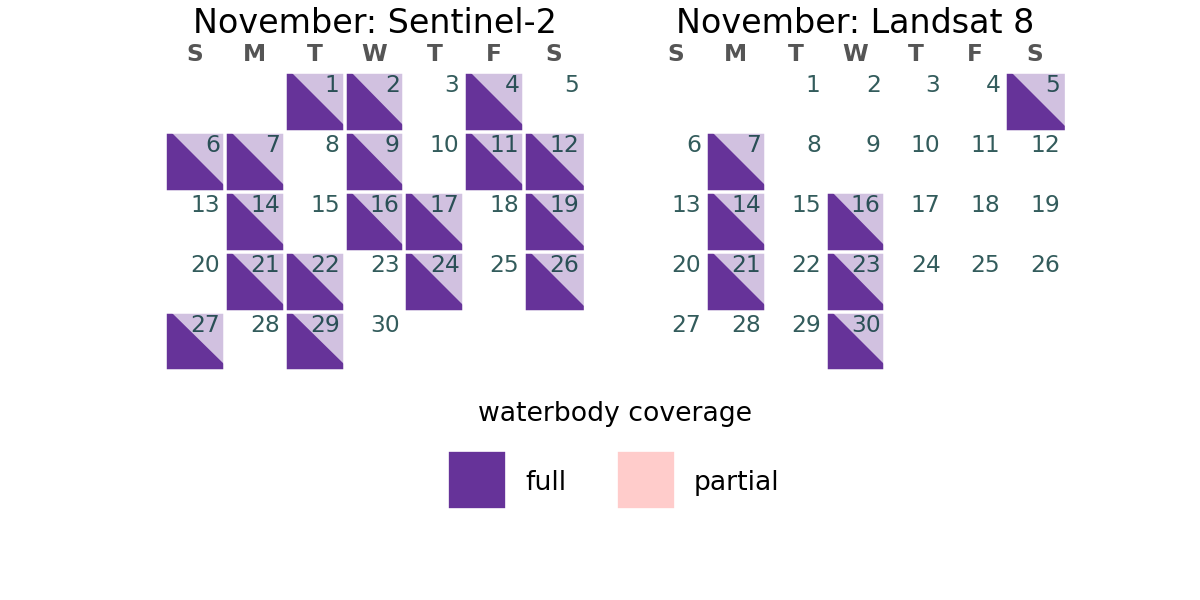 November: Sentinel-2
S M T W T F S
1 2 3 4 5
6 7 8 9 10 11 12
13 14 15 16 17 18 19
20 21 22 23 24 25 26
27 28 29 30
November: Landsat 8
S M T W T F S
1 2 3 4 5
6 7 8 9 10 11 12
13 14 15 16 17 18 19
20 21 22 23 24 25 26
27 28 29 30
waterbody coverage
full partial